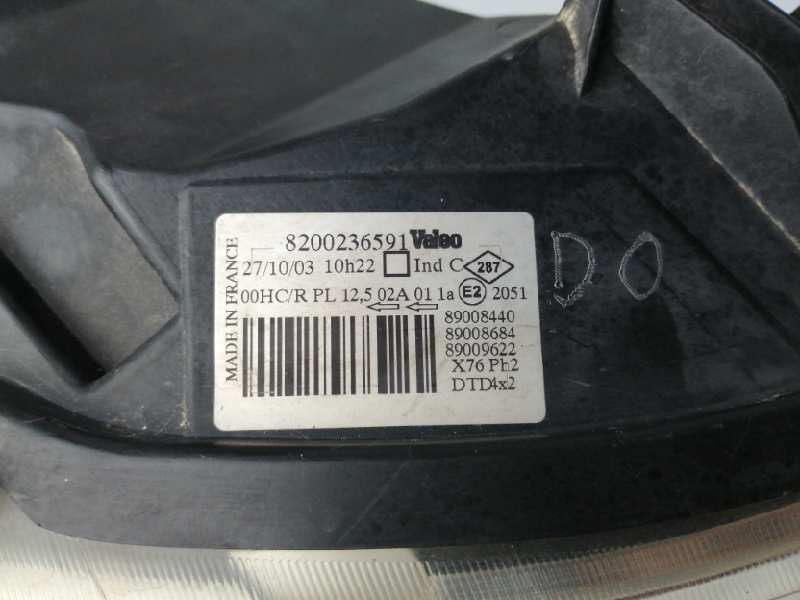 MADE IN FRANCE
8200236591 Valeo
27/10/03 10h22 Ind C 287
00HC/R PL 12,5 02A 01 1a E2 2051
89008440
89008684
89009622
X76 Ph2
DTD4x2
DO